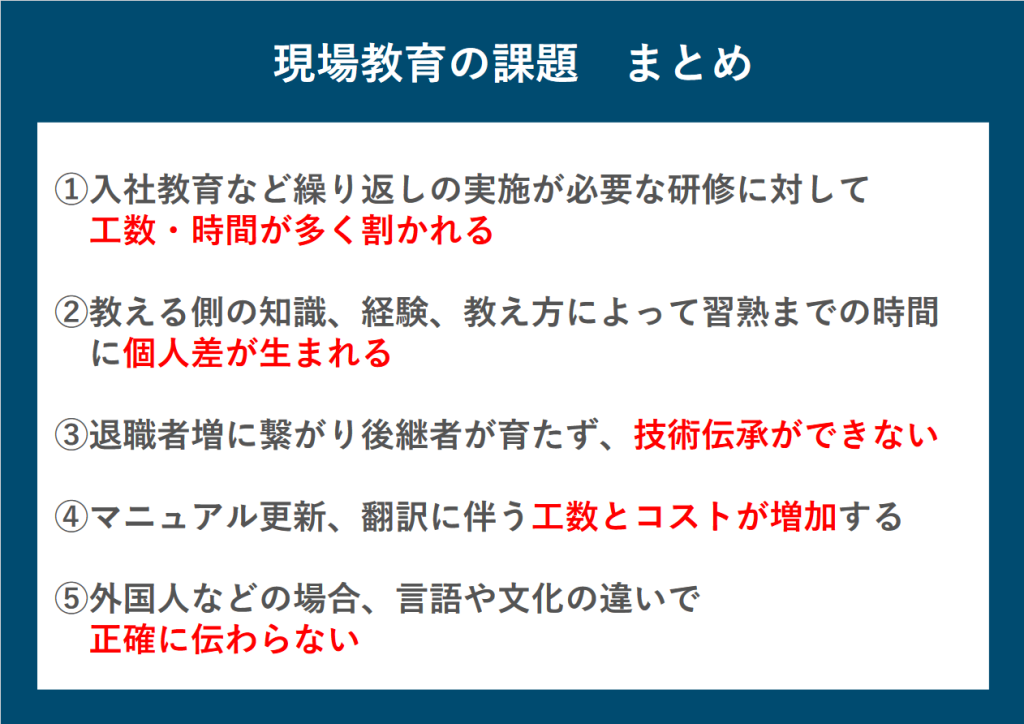 現場教育の課題　まとめ
①入社教育など繰り返しの実施が必要な研修に対して
工数・時間が多く割かれる
②教える側の知識、経験、教え方によって習熟までの時間
に個人差が生まれる
③退職者増に繋がり後継者が育たず、技術伝承ができない
④マニュアル更新、翻訳に伴う工数とコストが増加する
⑤外国人などの場合、言語や文化の違いで
正確に伝わらない